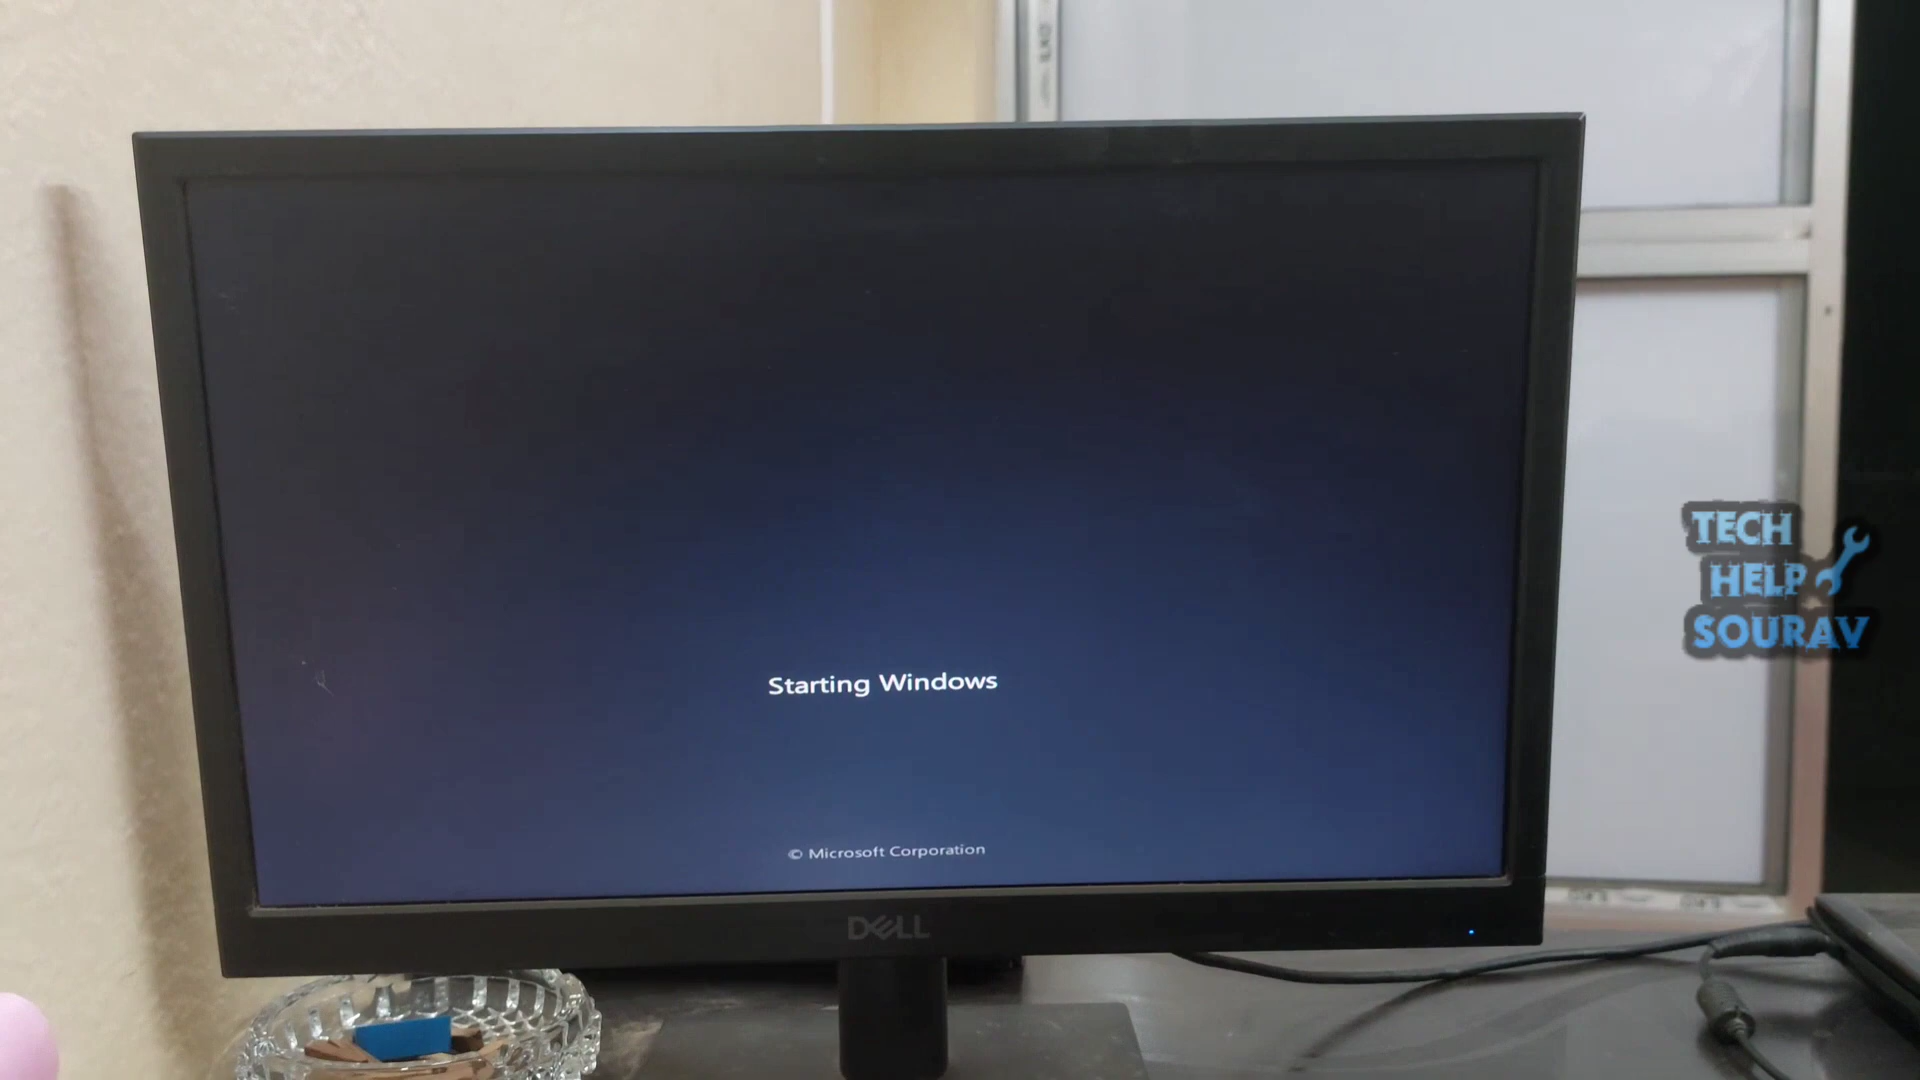 Starting Windows
© Microsoft Corporation
DELL
TECH
HELP
SOURAV